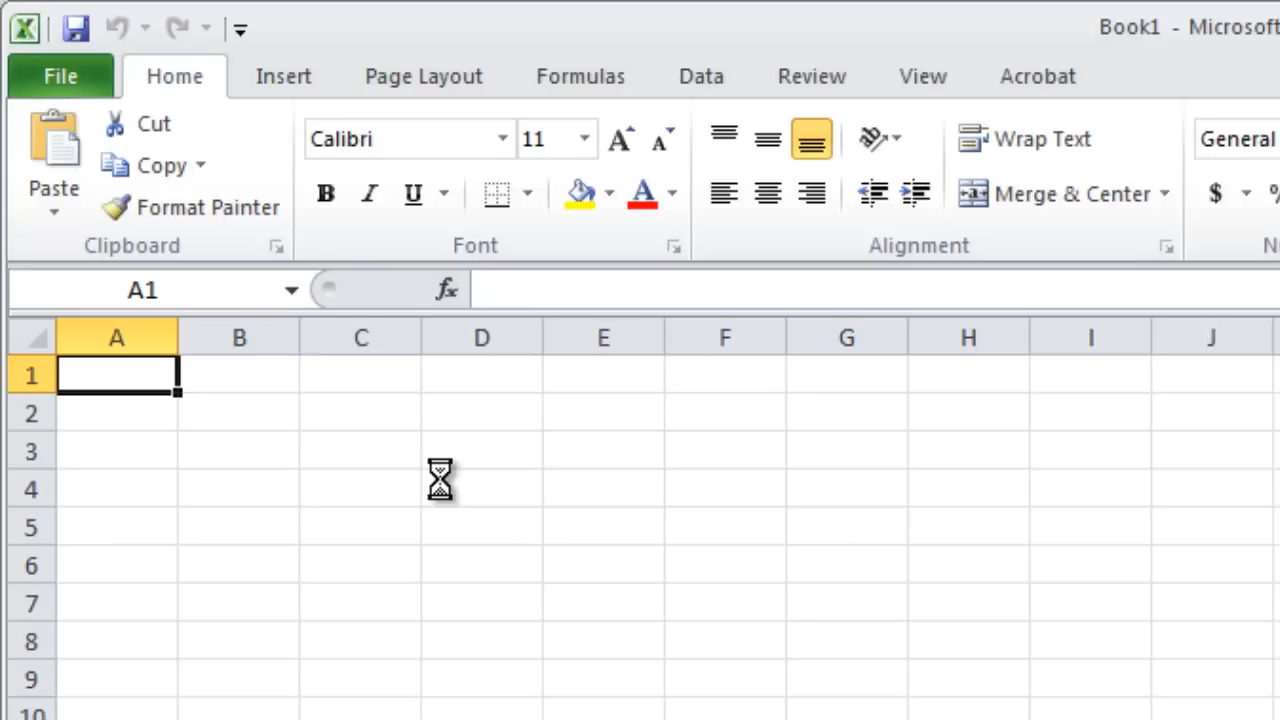 Book1 - Microsoft
File Home Insert Page Layout Formulas Data Review View Acrobat
Cut
Calibri 11 Wrap Text General
Copy
Paste
B I U A Merge & Center $ %
Format Painter
Clipboard Font Alignment
A1 fx
A B C D E F G H I J
1
2
3
4
5
6
7
8
9
10